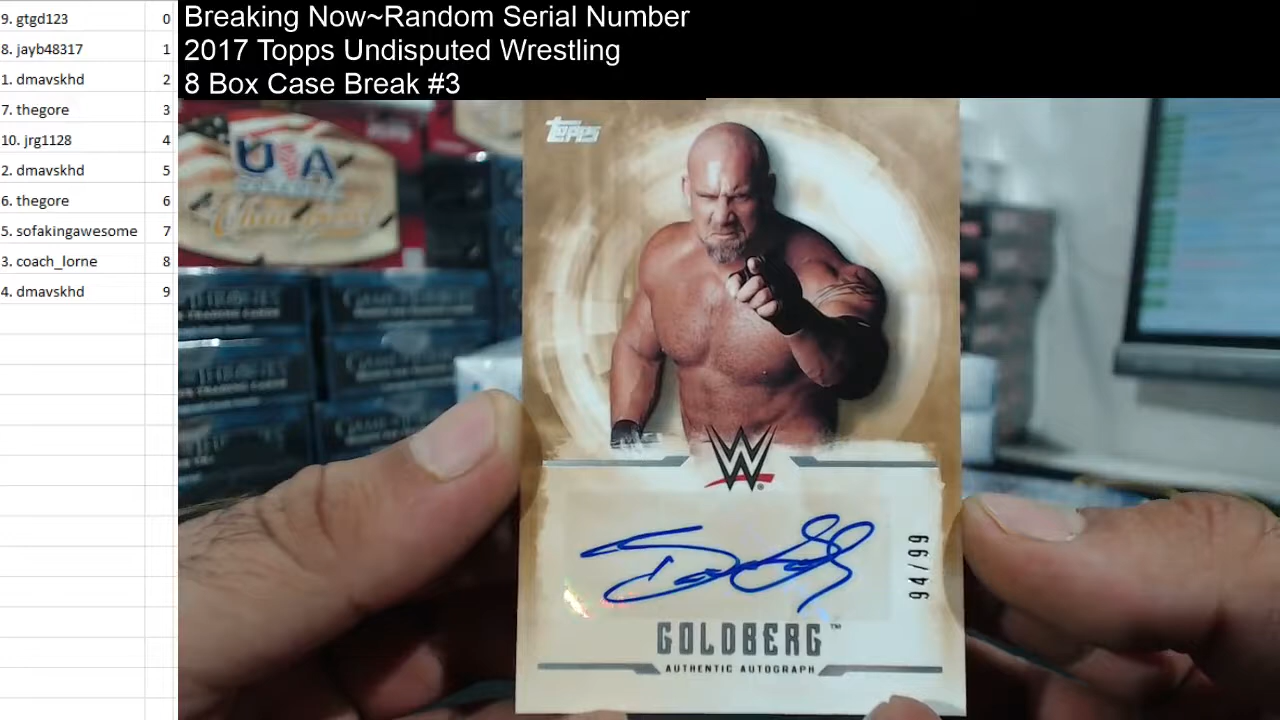 9. gtgd123 0
8. jayb48317 1
1. dmavskhd 2
7. thegore 3
10. jrg1128 4
2. dmavskhd 5
6. thegore 6
5. sofakingawesome 7
3. coach_lorne 8
4. dmavskhd 9
Breaking Now~Random Serial Number
2017 Topps Undisputed Wrestling
8 Box Case Break #3
USA
topps
W
94/99
GOLDBERG™
AUTHENTIC AUTOGRAPH